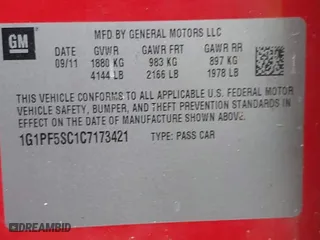 GM
MFD BY GENERAL MOTORS LLC
DATE GVWR GAWR FRT GAWR RR
09/11 1880 KG 983 KG 897 KG
4144 LB 2166 LB 1978 LB
THIS VEHICLE CONFORMS TO ALL APPLICABLE U.S. FEDERAL MOTOR
VEHICLE SAFETY, BUMPER, AND THEFT PREVENTION STANDARDS IN
EFFECT ON THE DATE OF MANUFACTURE SHOWN ABOVE.
1G1PF5SC1C7173421 TYPE: PASS CAR
© DREAMBID